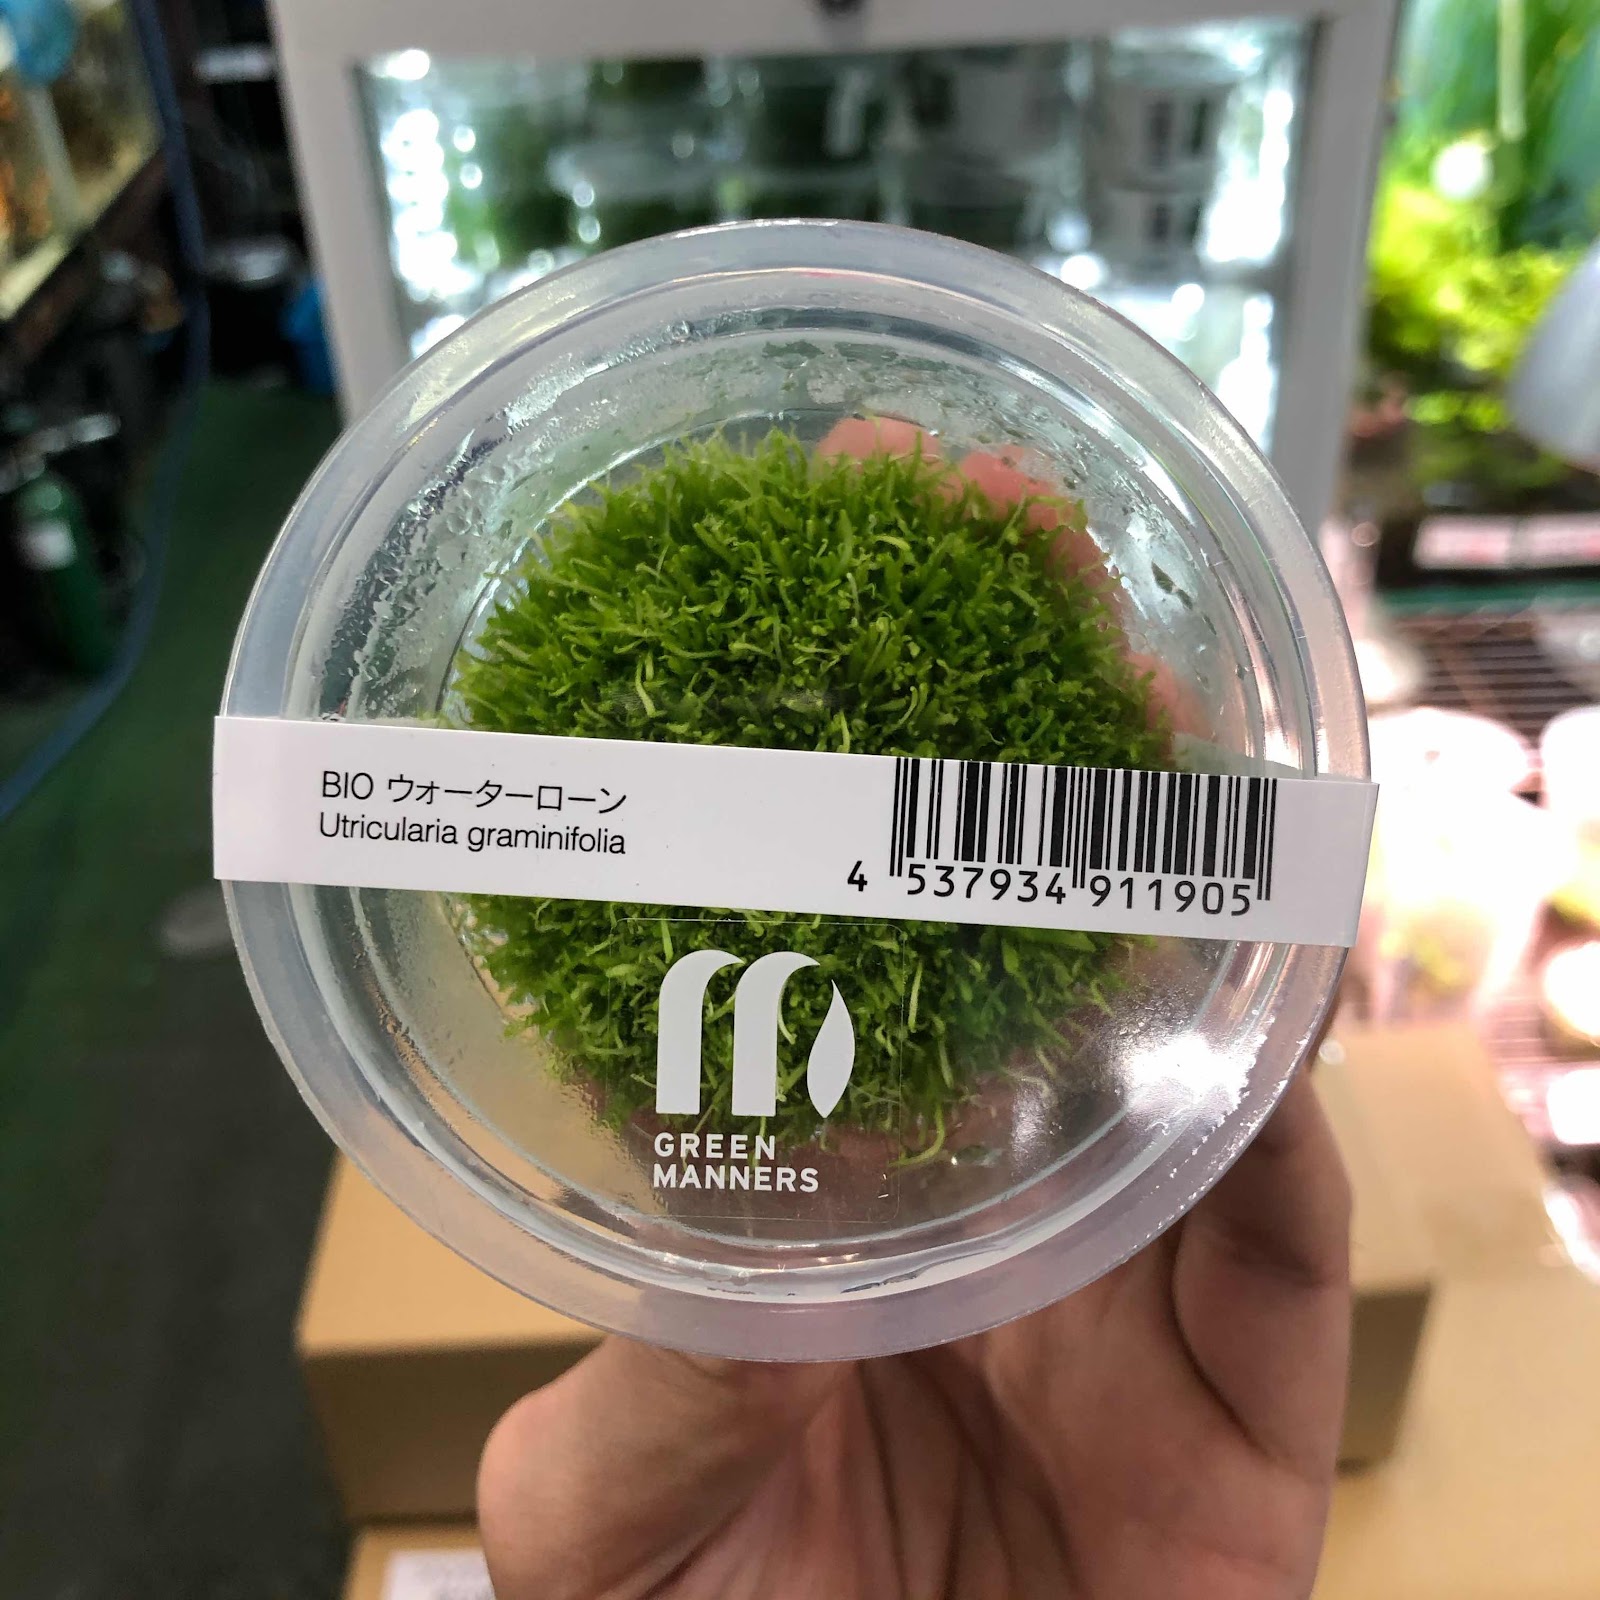 BIO ウォーターローン
Utricularia graminifolia
4 537934 911905
GREEN
MANNERS